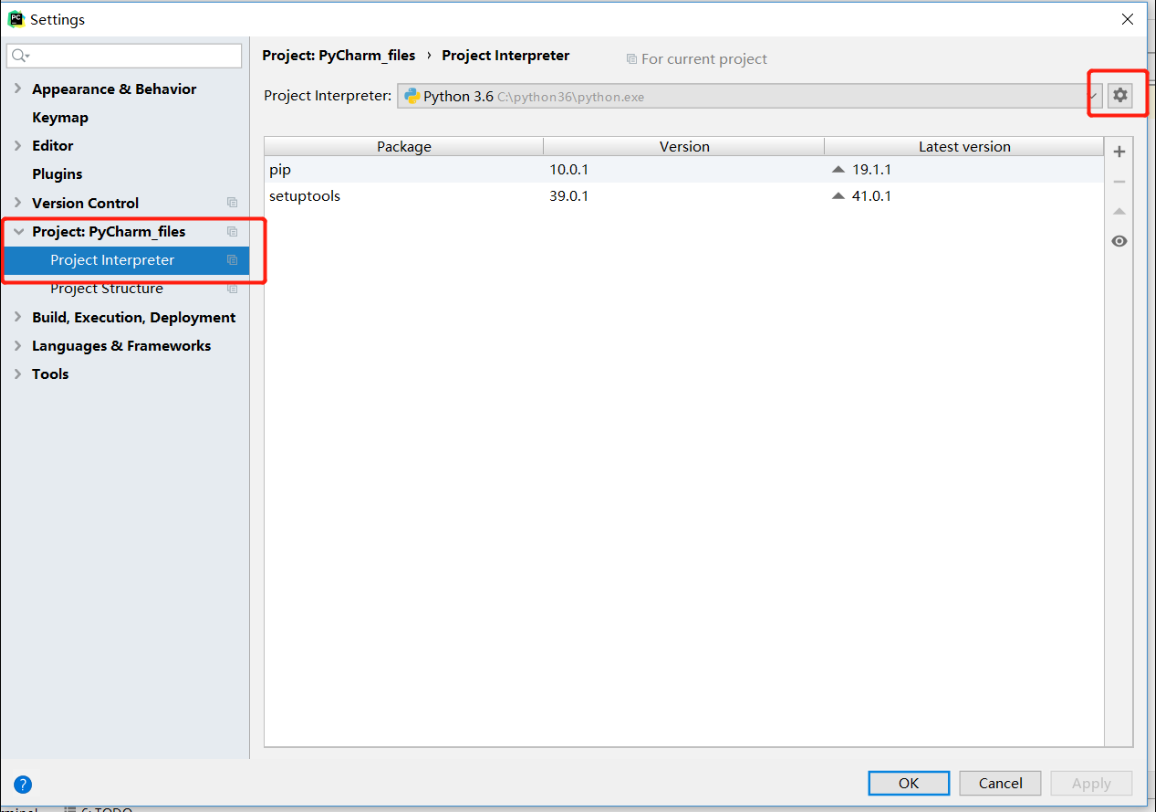 Settings
Project: PyCharm_files › Project Interpreter
For current project
Appearance & Behavior
Keymap
Editor
Plugins
Version Control
Project: PyCharm_files
Project Interpreter
Project Structure
Build, Execution, Deployment
Languages & Frameworks
Tools
Project Interpreter: Python 3.6 C:\python36\python.exe
Package Version Latest version
pip 10.0.1 19.1.1
setuptools 39.0.1 41.0.1
?
OK Cancel Apply
6: TODO